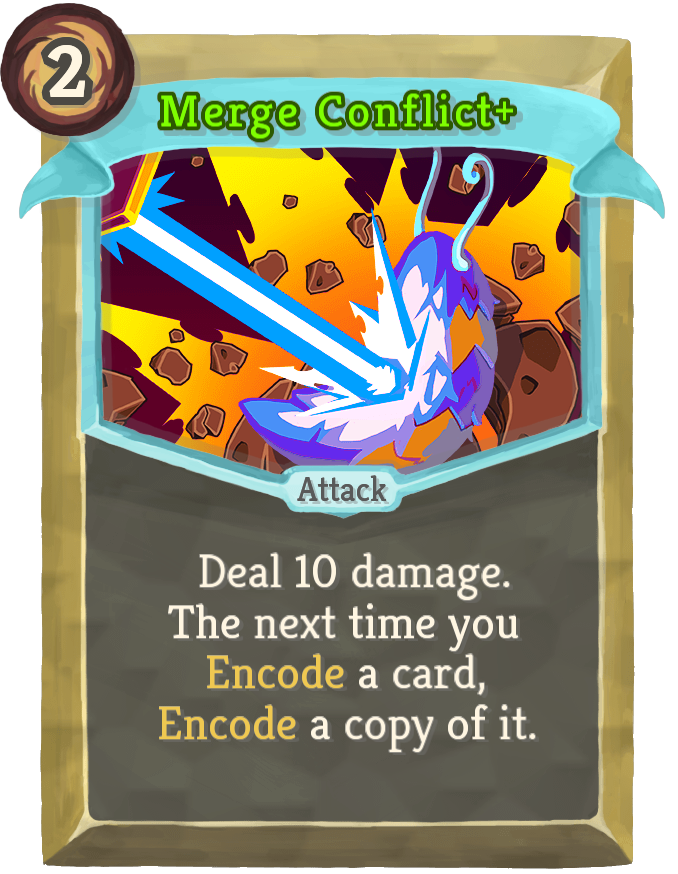 2
Merge Conflict+
Attack
Deal 10 damage.
The next time you
Encode a card,
Encode a copy of it.